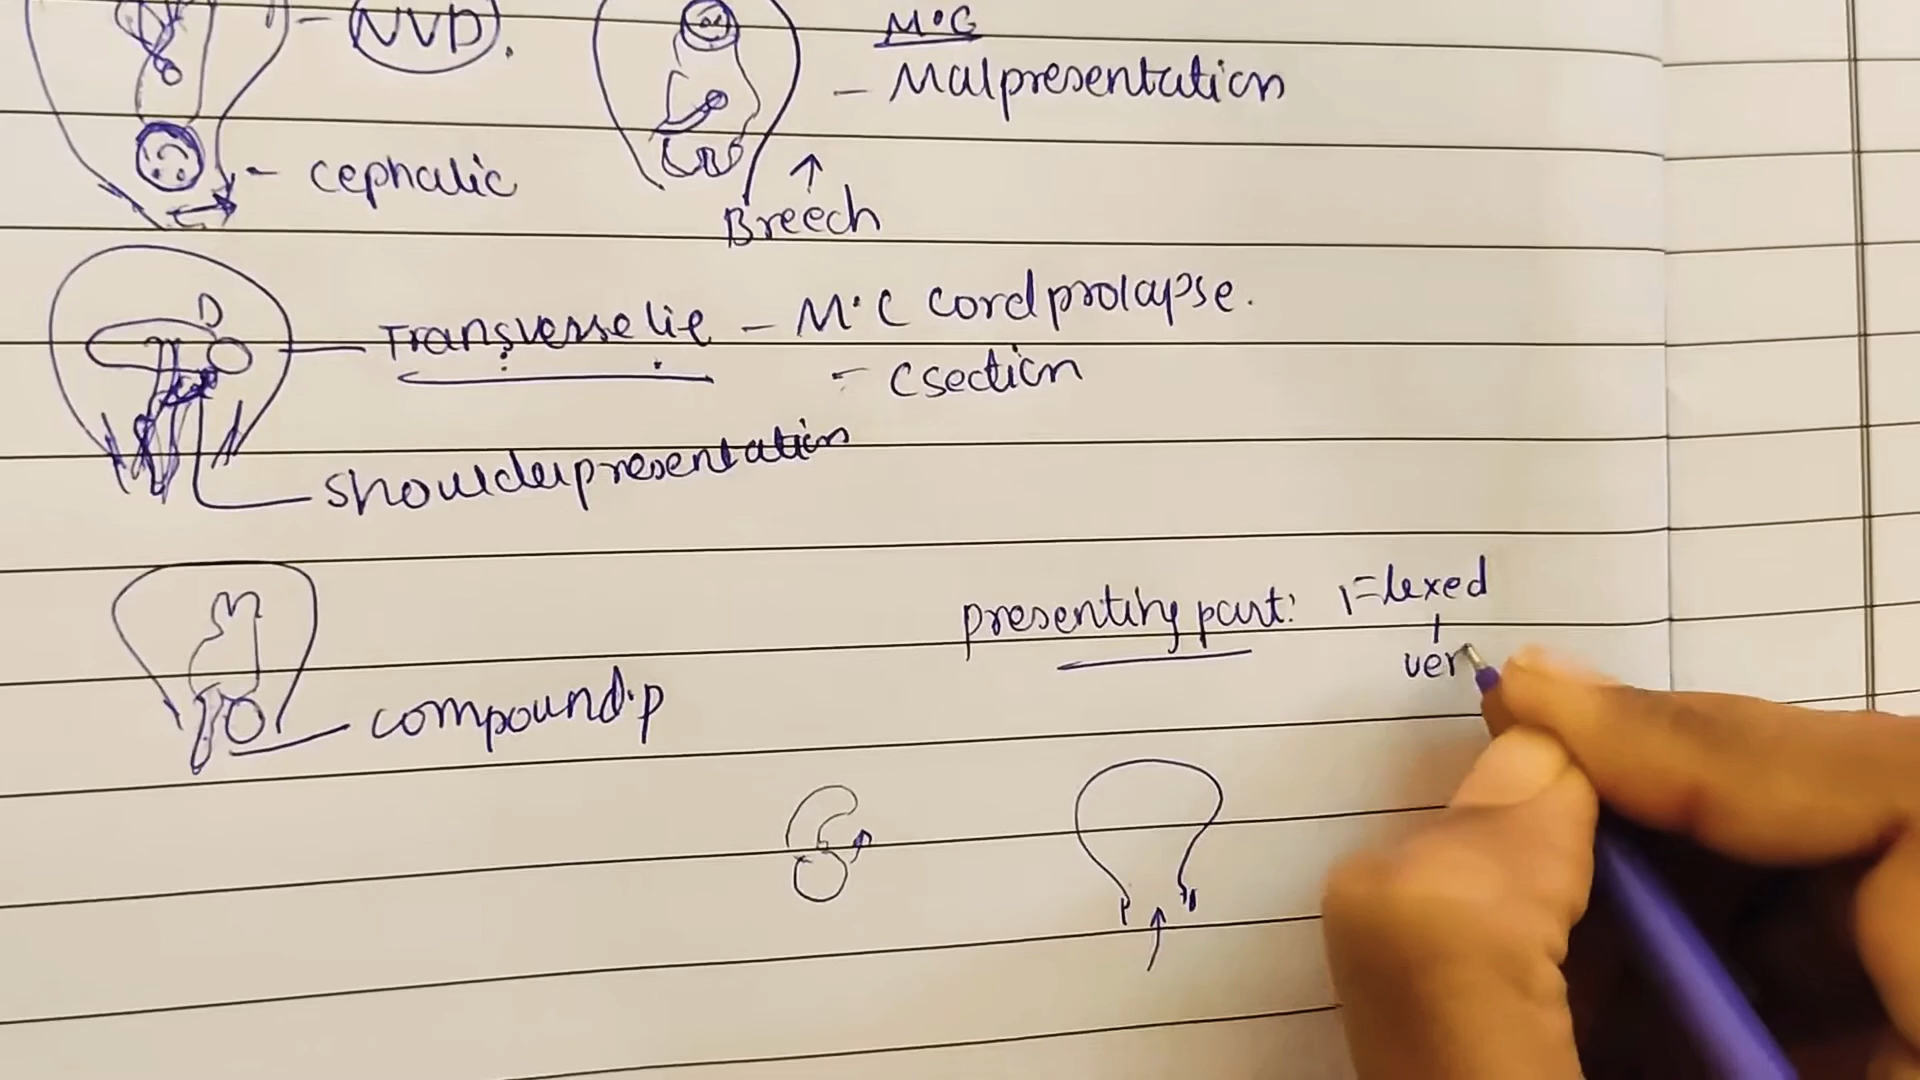 NVD.
M.C
- Malpresentation
- cephalic
Breech
D
Transverse lie - M.C cord prolapse.
- C section
Shoulder presentation
presenting part: Flexed
ver
compound.p